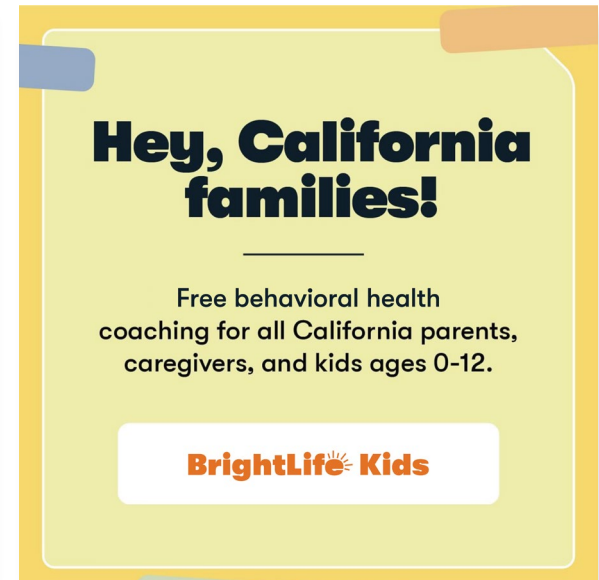 Hey, California
families!
Free behavioral health
coaching for all California parents,
caregivers, and kids ages 0-12.
BrightLife Kids